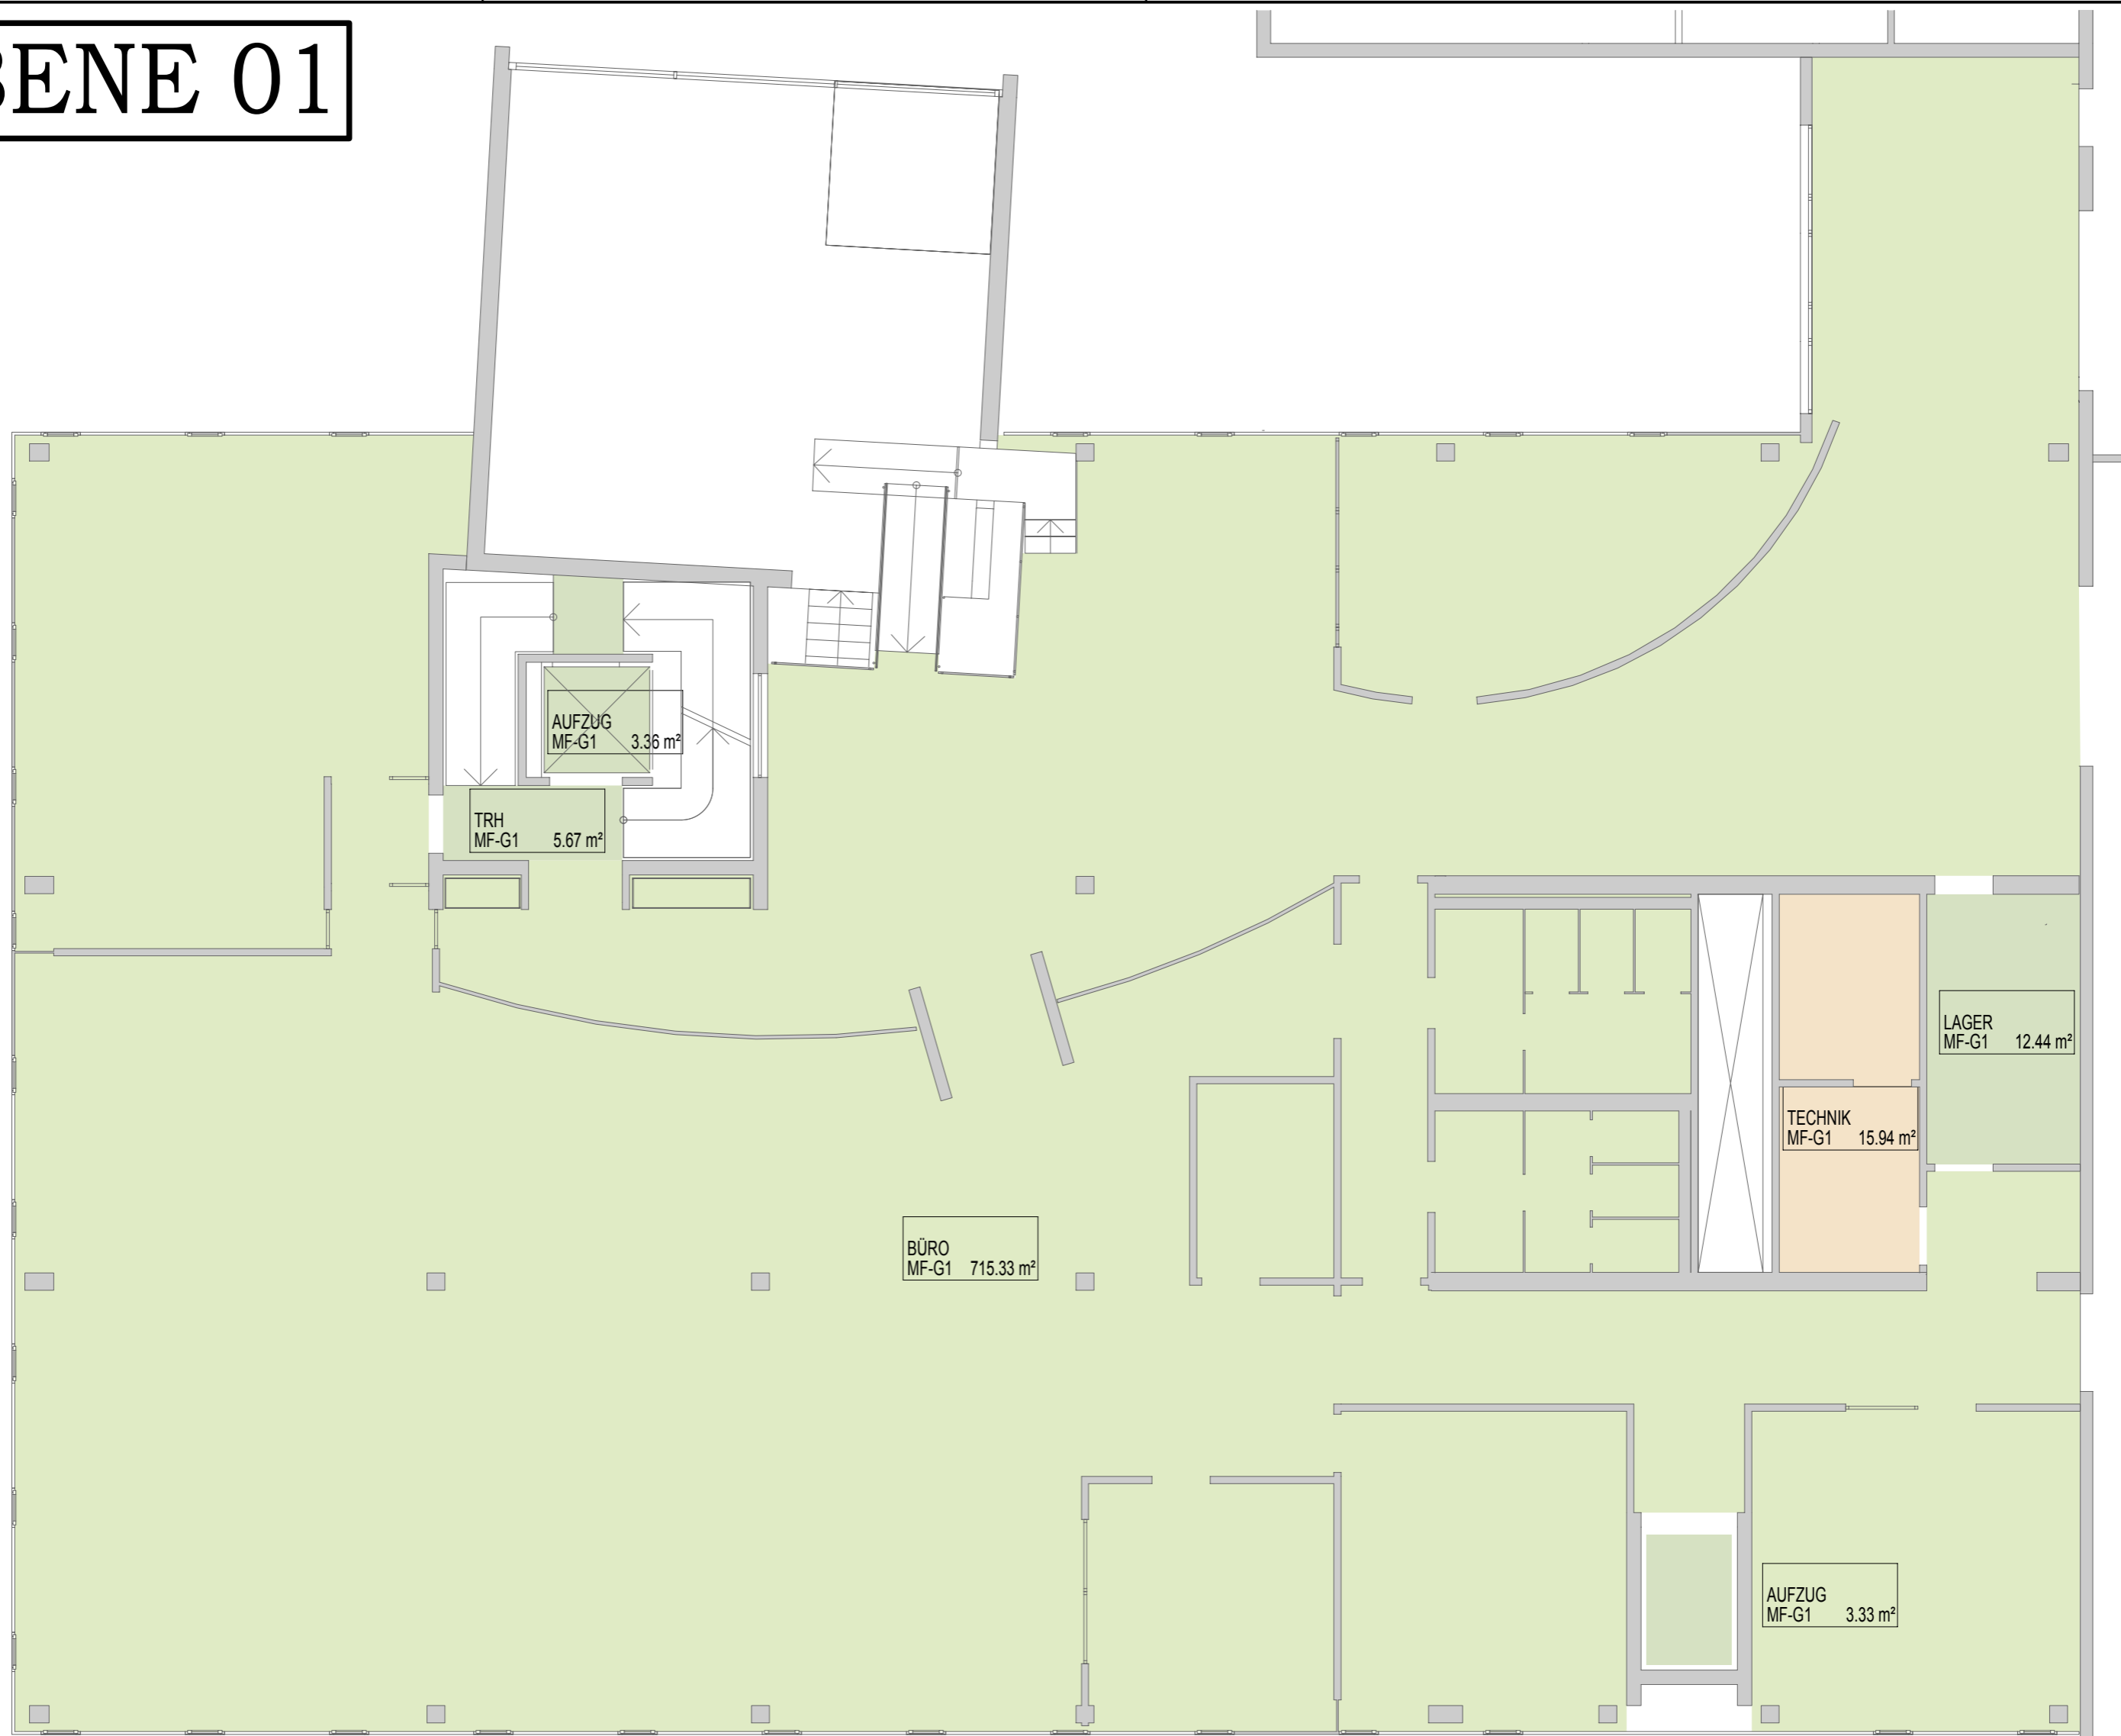 BENE 01
AUFZUG
MF-G1 3.36 m²
TRH
MF-G1 5.67 m²
LAGER
MF-G1 12.44 m²
TECHNIK
MF-G1 15.94 m²
BÜRO
MF-G1 715.33 m²
AUFZUG
MF-G1 3.33 m²